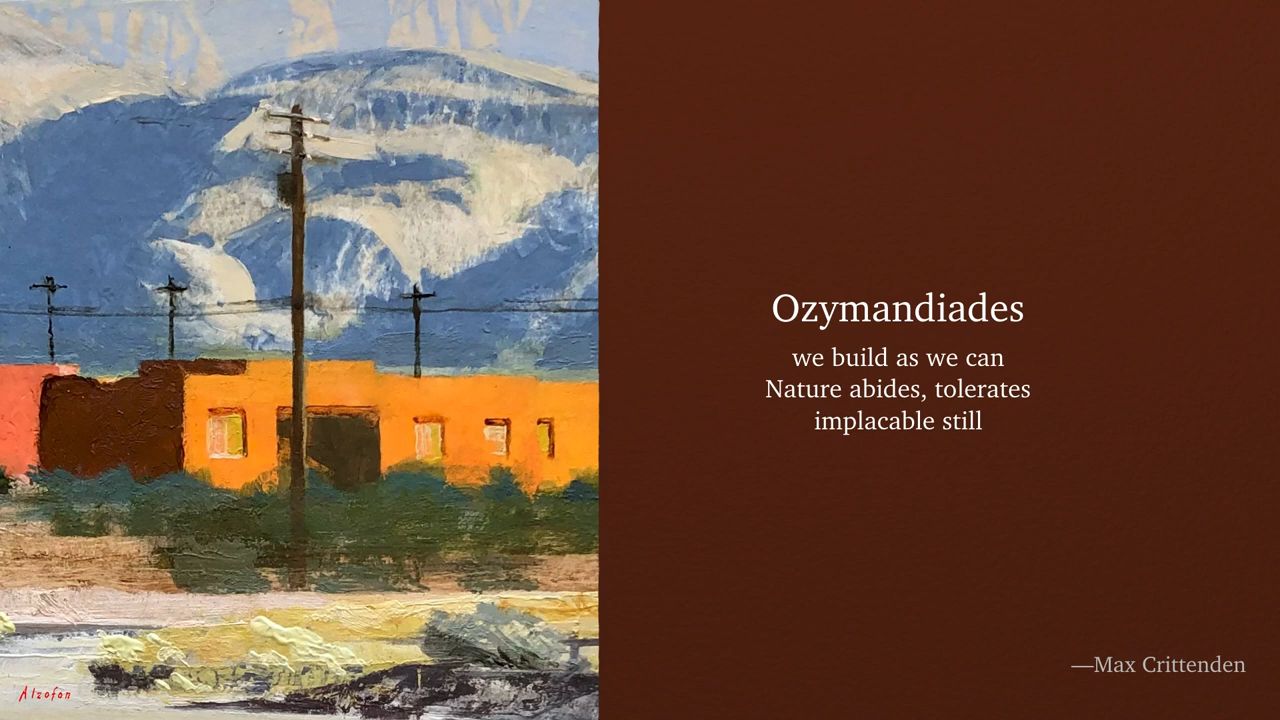 Alzofon
Ozymandiades
we build as we can
Nature abides, tolerates
implacable still
—Max Crittenden